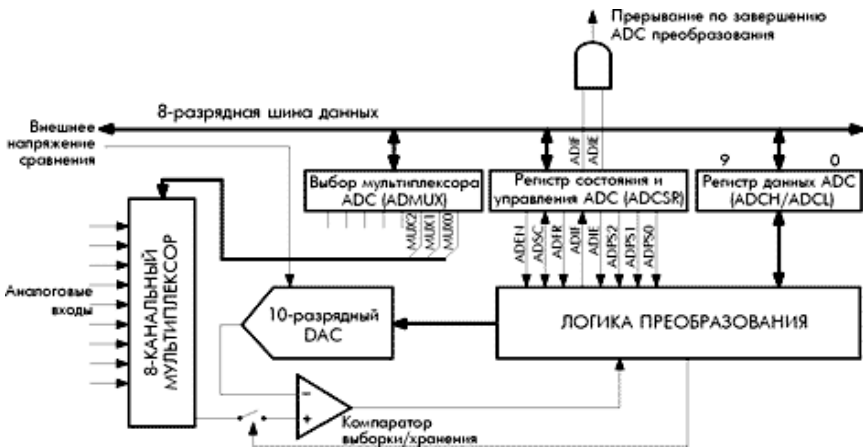 Прерывание по завершению
ADC преобразования
8-разрядная шина данных
Внешнее
напряжение
сравнения
ADIF
ADIE
9
0
Выбор мультиплексора
ADC (ADMUX)
Регистр состояния и
управления ADC (ADCSR)
Регистр данных ADC
(ADCH/ADCL)
MUX2
MUX1
MUX0
ADEN
ADSC
ADFR
ADIF
ADIE
ADPS2
ADPS1
ADPS0
Аналоговые
входы
8-КАНАЛЬНЫЙ
МУЛЬТИПЛЕКСОР
10-разрядный
DAC
ЛОГИКА ПРЕОБРАЗОВАНИЯ
−
+
Компаратор
выборки/хранения